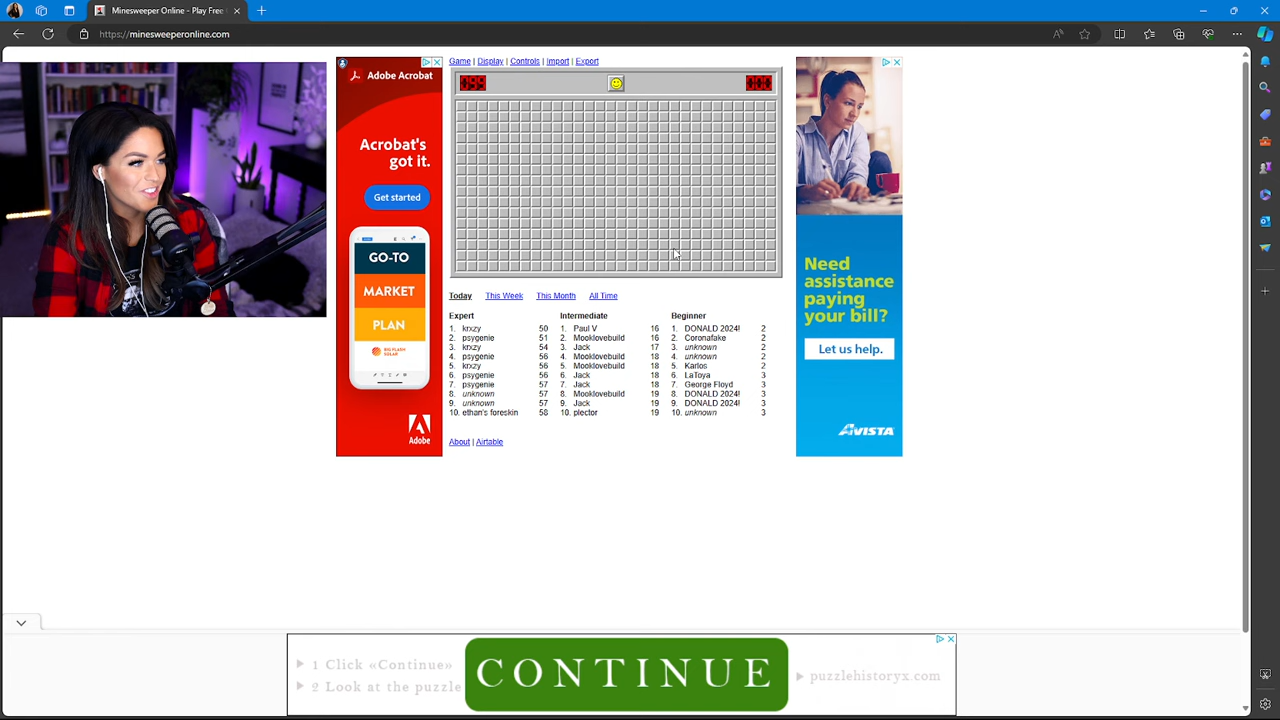 Minesweeper Online - Play Free
https://minesweeperonline.com
Adobe Acrobat
Acrobat's
got it.
Get started
GO-TO
MARKET
PLAN
Adobe
Game | Display | Controls | Import | Export
099
000
Today This Week This Month All Time
Expert Intermediate Beginner
1. krxzy 50 1. Paul V 16 1. DONALD 2024! 2
2. psygenie 51 2. Mooklovebuild 16 2. Coronafake 2
3. krxzy 54 3. Jack 17 3. unknown 2
4. psygenie 56 4. Mooklovebuild 18 4. unknown 2
5. krxzy 56 5. Mooklovebuild 18 5. Karlos 2
6. psygenie 56 6. Jack 18 6. LaToya 3
7. psygenie 57 7. Jack 18 7. George Floyd 3
8. unknown 57 8. Mooklovebuild 18 8. DONALD 2024! 3
9. unknown 57 9. Jack 19 9. DONALD 2024! 3
10. ethan's foreskin 58 10. plector 19 10. unknown 3
About | Airtable
Need
assistance
paying
your bill?
Let us help.
AVISTA
1 Click «Continue»
2 Look at the puzzle
CONTINUE
puzzlehistoryx.com